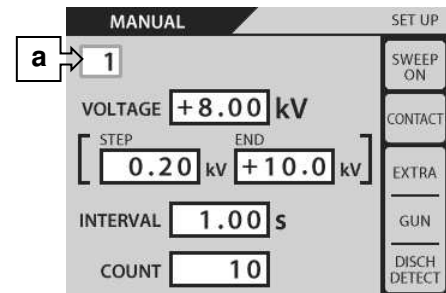 MANUAL SET UP
a 1
SWEEP
ON
VOLTAGE +8.00 kV
CONTACT
STEP END
[ 0.20 kV +10.0 kV ]
EXTRA
INTERVAL 1.00 s
GUN
COUNT 10
DISCH
DETECT